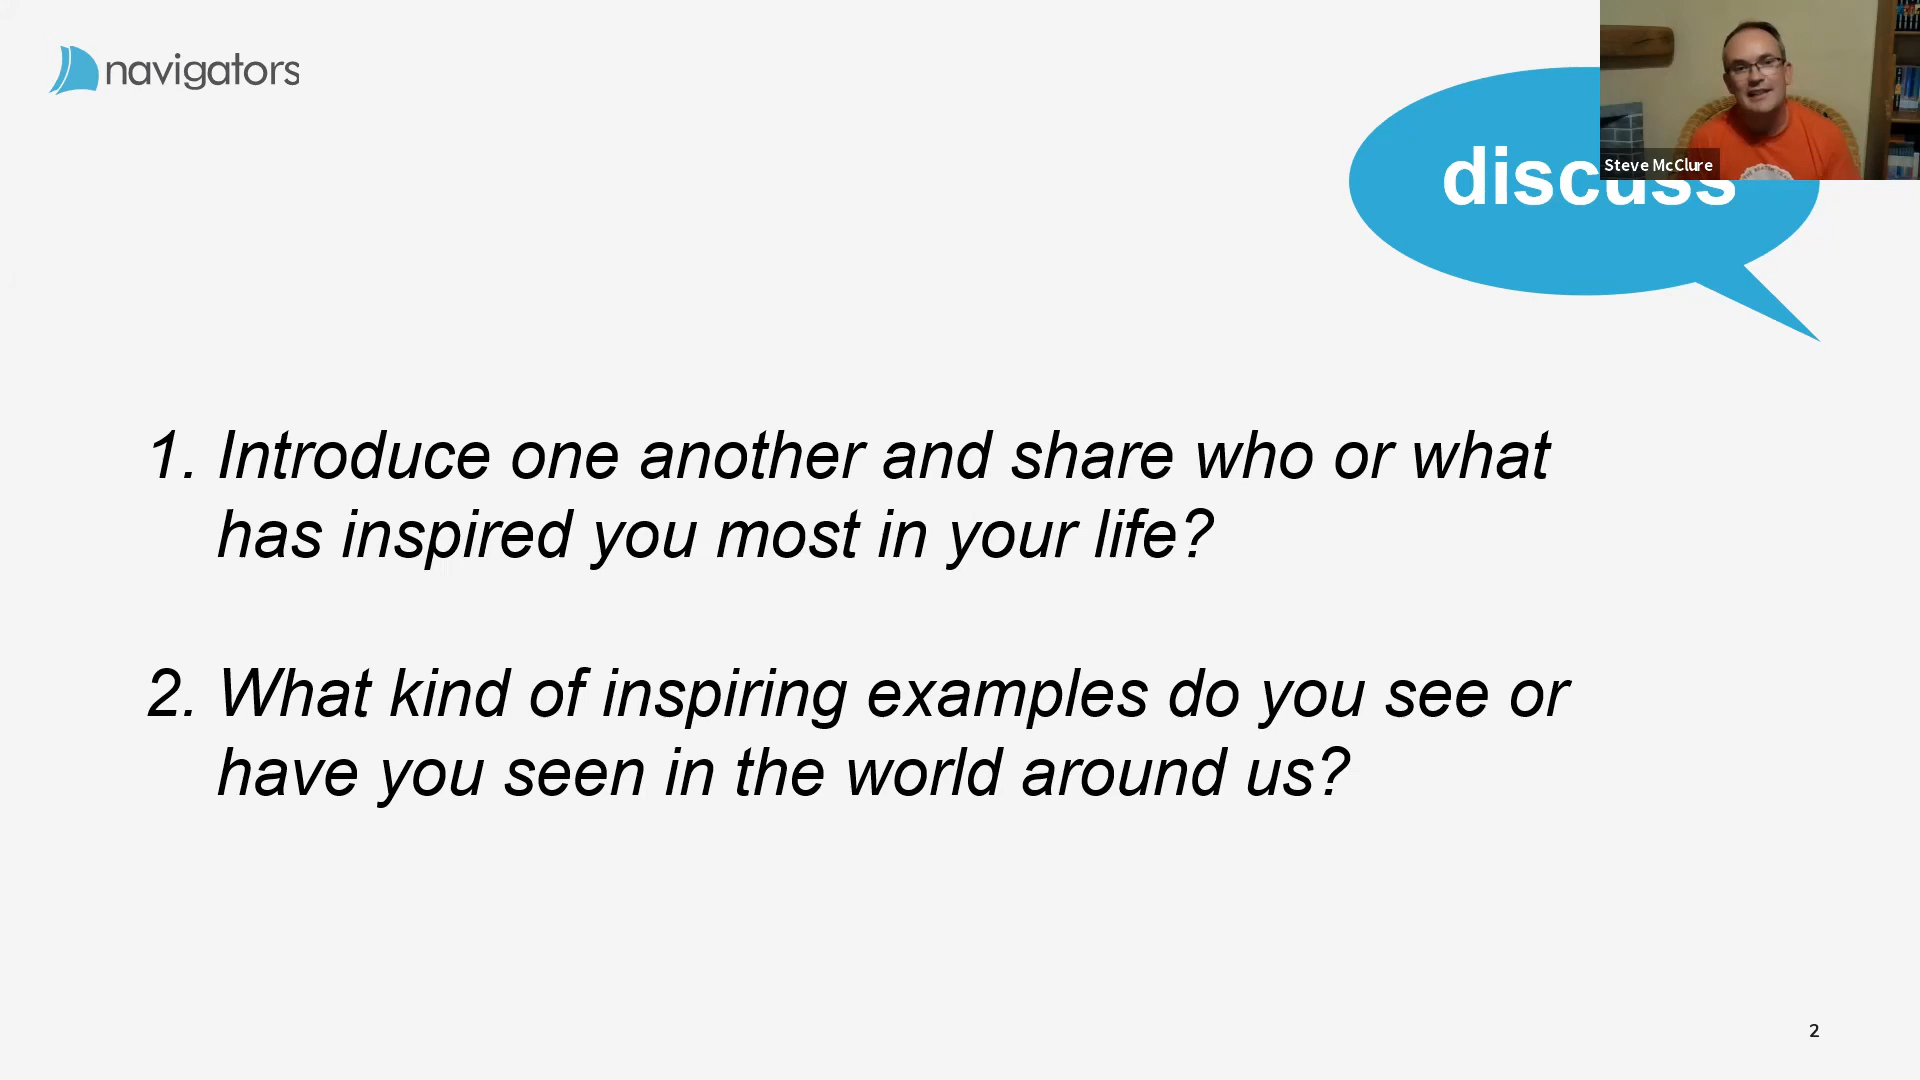 navigators
discuss
Steve McClure
1. Introduce one another and share who or what
has inspired you most in your life?
2. What kind of inspiring examples do you see or
have you seen in the world around us?
2